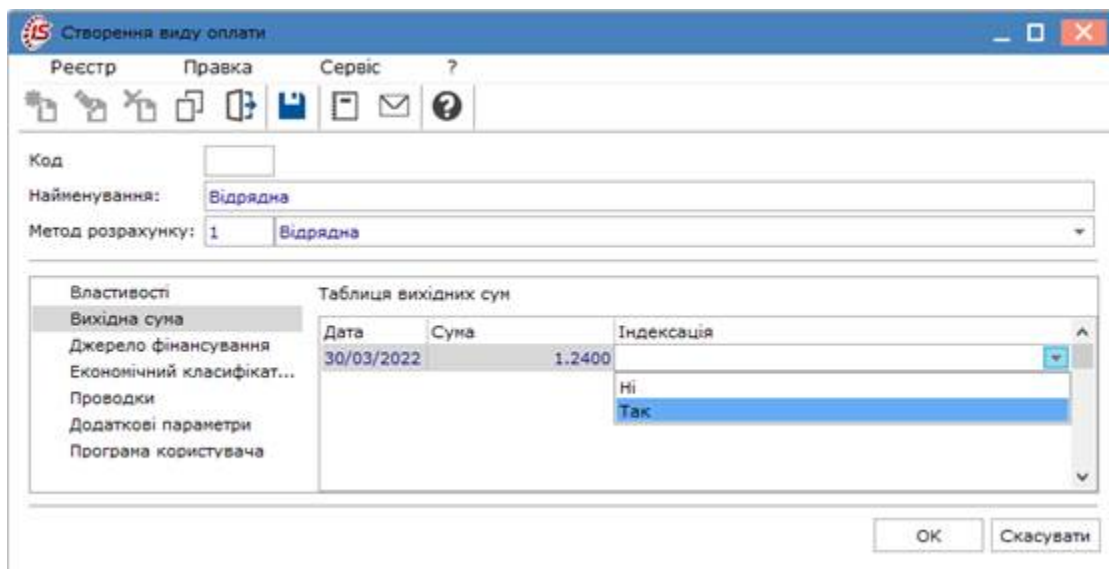 Створення виду оплати
Реєстр Правка Сервіс ?
Код
Найменування: Відрядна
Метод розрахунку: 1 Відрядна
Властивості
Вихідна сума
Джерело фінансування
Економічний класифікат...
Проводки
Додаткові параметри
Програма користувача
Таблиця вихідних сум
Дата Сума Індексація
30/03/2022 1.2400
Ні
Так
ОК Скасувати